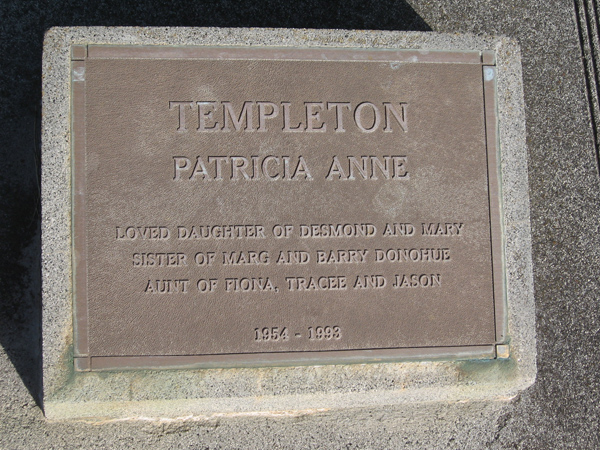 TEMPLETON
PATRICIA ANNE
LOVED DAUGHTER OF DESMOND AND MARY
SISTER OF MARG AND BARRY DONOHUE
AUNT OF FIONA, TRACEE AND JASON
1954 - 1993